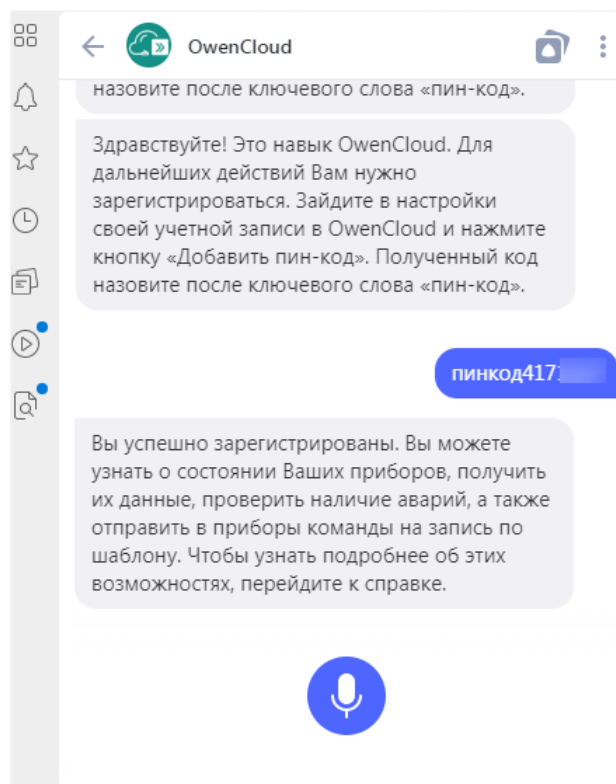 OwenCloud
назовите после ключевого слова «пин-код».
Здравствуйте! Это навык OwenCloud. Для
дальнейших действий Вам нужно
зарегистрироваться. Зайдите в настройки
своей учетной записи в OwenCloud и нажмите
кнопку «Добавить пин-код». Полученный код
назовите после ключевого слова «пин-код».
пинкод417
Вы успешно зарегистрированы. Вы можете
узнать о состоянии Ваших приборов, получить
их данные, проверить наличие аварий, а также
отправить в приборы команды на запись по
шаблону. Чтобы узнать подробнее об этих
возможностях, перейдите к справке.